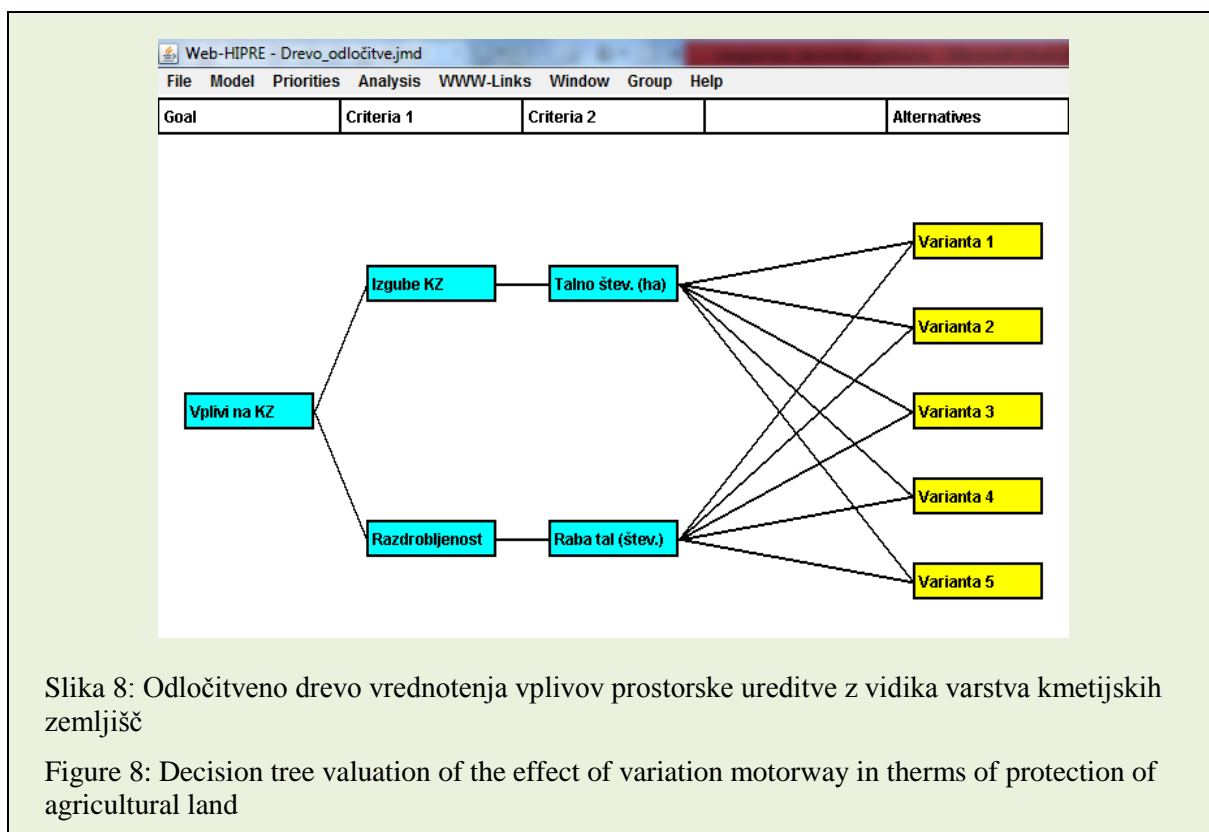 Web-HIPRE - Drevo_odločitve.jmd
File Model Priorities Analysis WWW-Links Window Group Help
Goal Criteria 1 Criteria 2 Alternatives
Varianta 1
Izgube KZ Talno štev. (ha)
Varianta 2
Vplivi na KZ Varianta 3
Varianta 4
Razdrobljenost Raba tal (štev.)
Varianta 5
Slika 8: Odločitveno drevo vrednotenja vplivov prostorske ureditve z vidika varstva kmetijskih
zemljišč
Figure 8: Decision tree valuation of the effect of variation motorway in therms of protection of
agricultural land